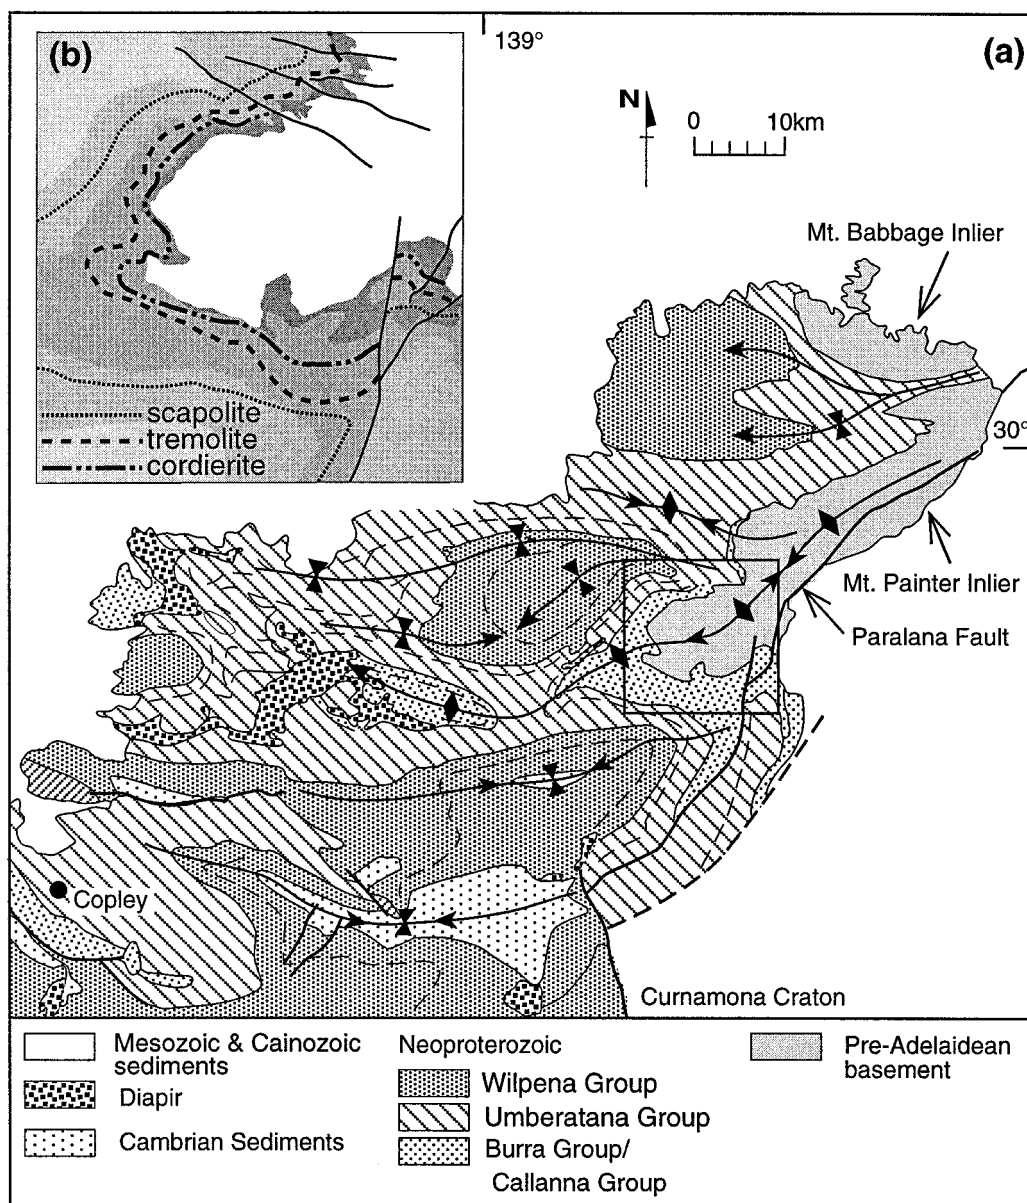 (b)
139°
(a)
N
0 10km
Mt. Babbage Inlier
scapolite
tremolite
cordierite
30°
Mt. Painter Inlier
Paralana Fault
Copley
Curnamona Craton
Mesozoic & Cainozoic
sediments
Diapir
Cambrian Sediments
Neoproterozoic
Wilpena Group
Umberatana Group
Burra Group/
Callanna Group
Pre-Adelaidean
basement